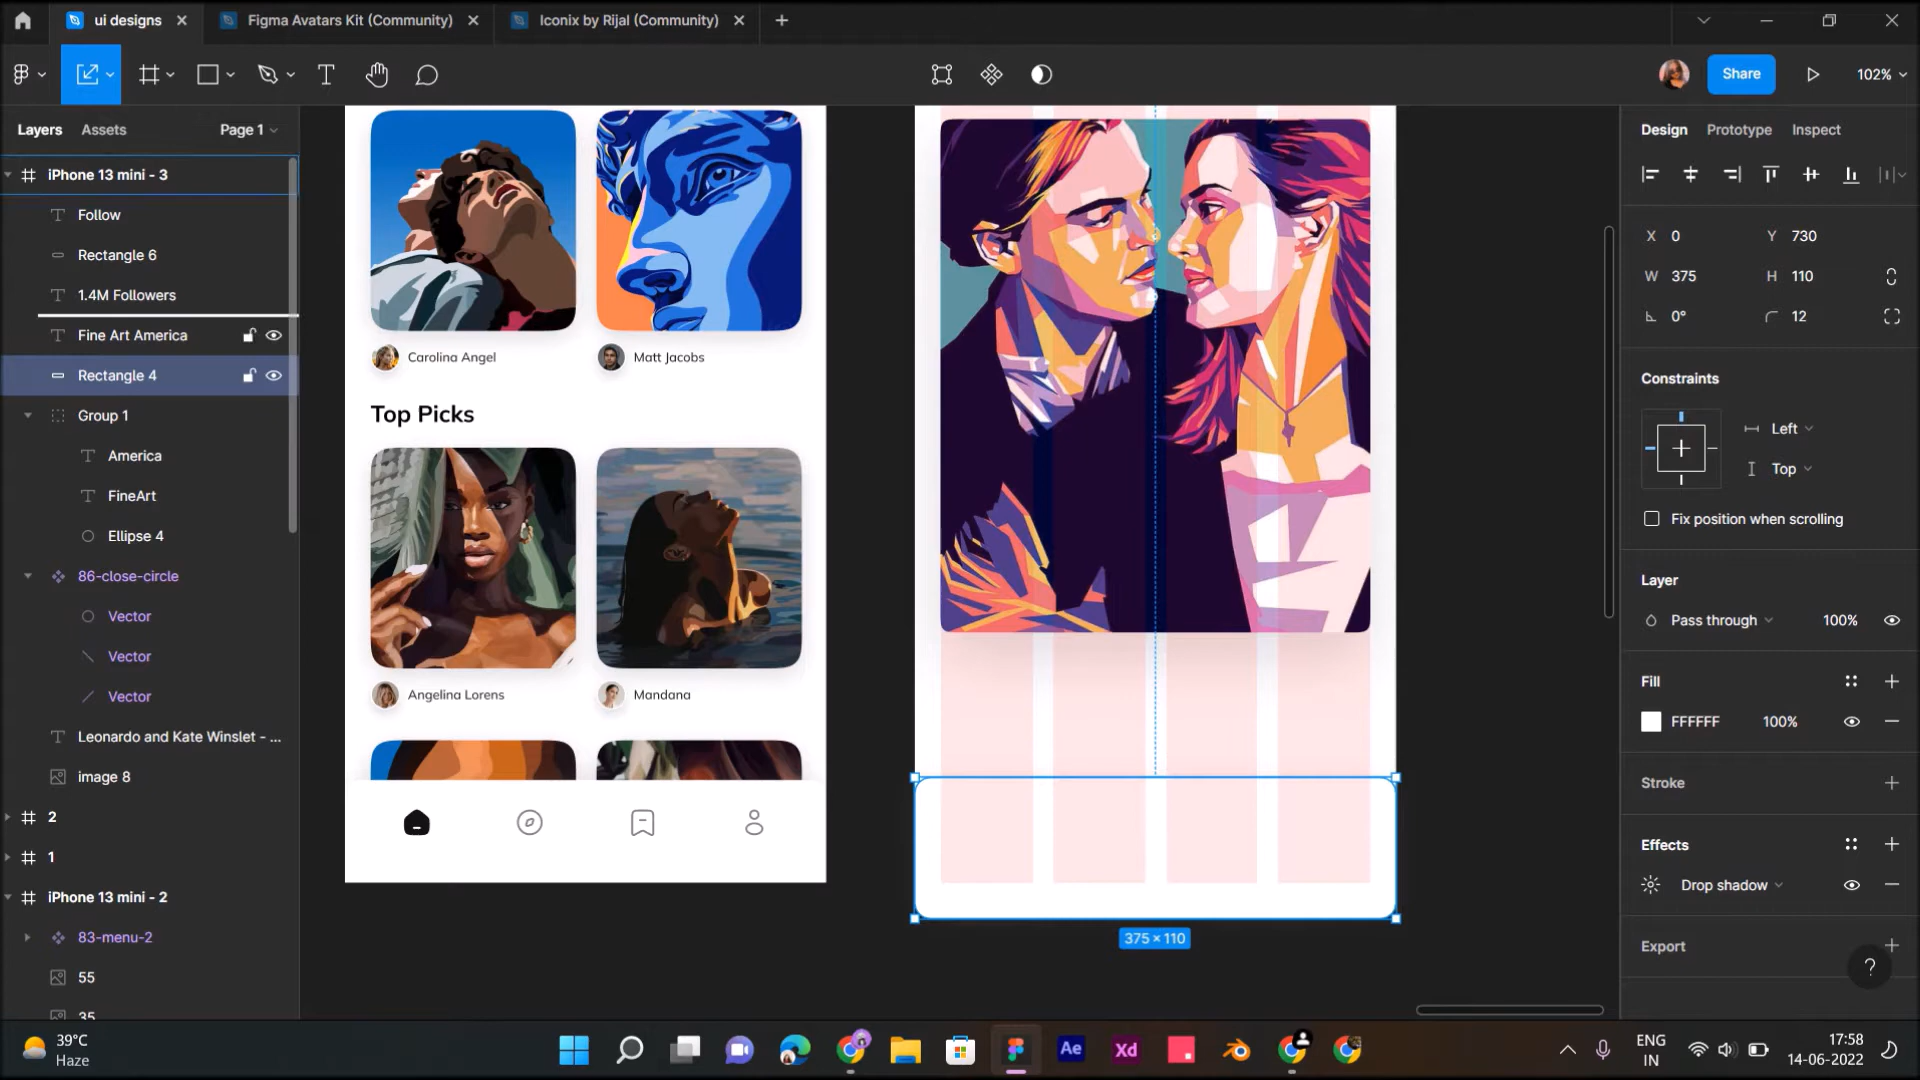 ui designs
Figma Avatars Kit (Community)
Iconix by Rijal (Community)
Share
102%
Layers
Assets
Page 1
iPhone 13 mini - 3
Follow
Rectangle 6
1.4M Followers
Fine Art America
Rectangle 4
Group 1
America
FineArt
Ellipse 4
86-close-circle
Vector
Vector
Vector
Leonardo and Kate Winslet - ...
image 8
2
1
iPhone 13 mini - 2
83-menu-2
55
35
Carolina Angel
Matt Jacobs
Top Picks
Angelina Lorens
Mandana
375 × 110
Design
Prototype
Inspect
X 0
Y 730
W 375
H 110
0°
12
Constraints
Left
Top
Fix position when scrolling
Layer
Pass through
100%
Fill
FFFFFF
100%
Stroke
Effects
Drop shadow
Export
?
39°C
Haze
Ae
Xd
ENG
IN
17:58
14-06-2022